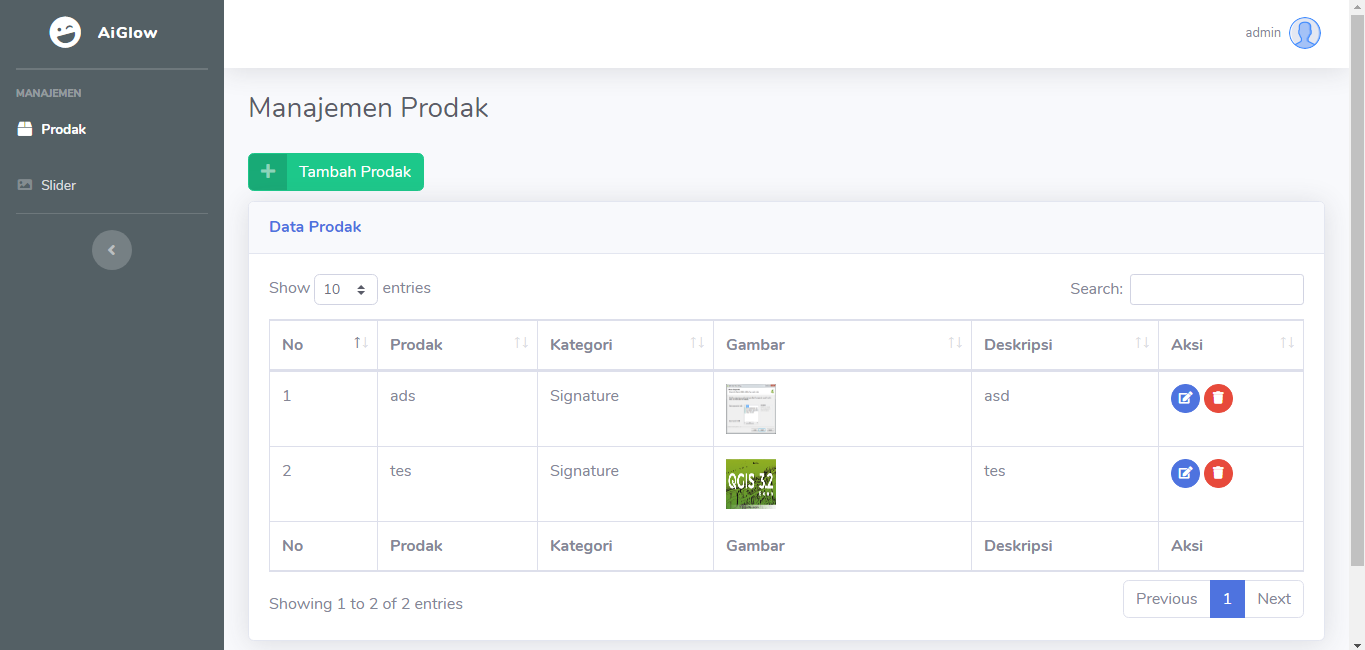 AiGlow
admin
MANAJEMEN
Prodak
Slider
Manajemen Prodak
Tambah Prodak
Data Prodak
Show 10 entries
Search:
No Prodak Kategori Gambar Deskripsi Aksi
1 ads Signature asd
2 tes Signature QGIS 3.2 tes
No Prodak Kategori Gambar Deskripsi Aksi
Showing 1 to 2 of 2 entries
Previous 1 Next